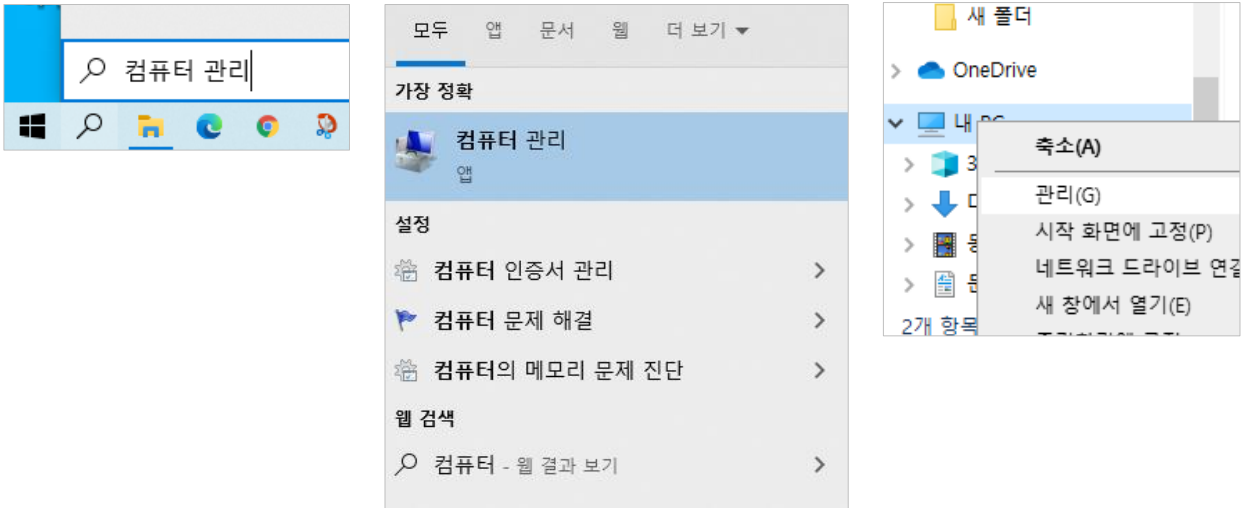 컴퓨터 관리
모두 앱 문서 웹 더 보기
가장 정확
컴퓨터 관리
앱
설정
컴퓨터 인증서 관리
컴퓨터 문제 해결
컴퓨터의 메모리 문제 진단
웹 검색
컴퓨터 - 웹 결과 보기
새 폴더
OneDrive
내 PC
3
2개 항목
축소(A)
관리(G)
시작 화면에 고정(P)
네트워크 드라이브 연결
새 창에서 열기(E)